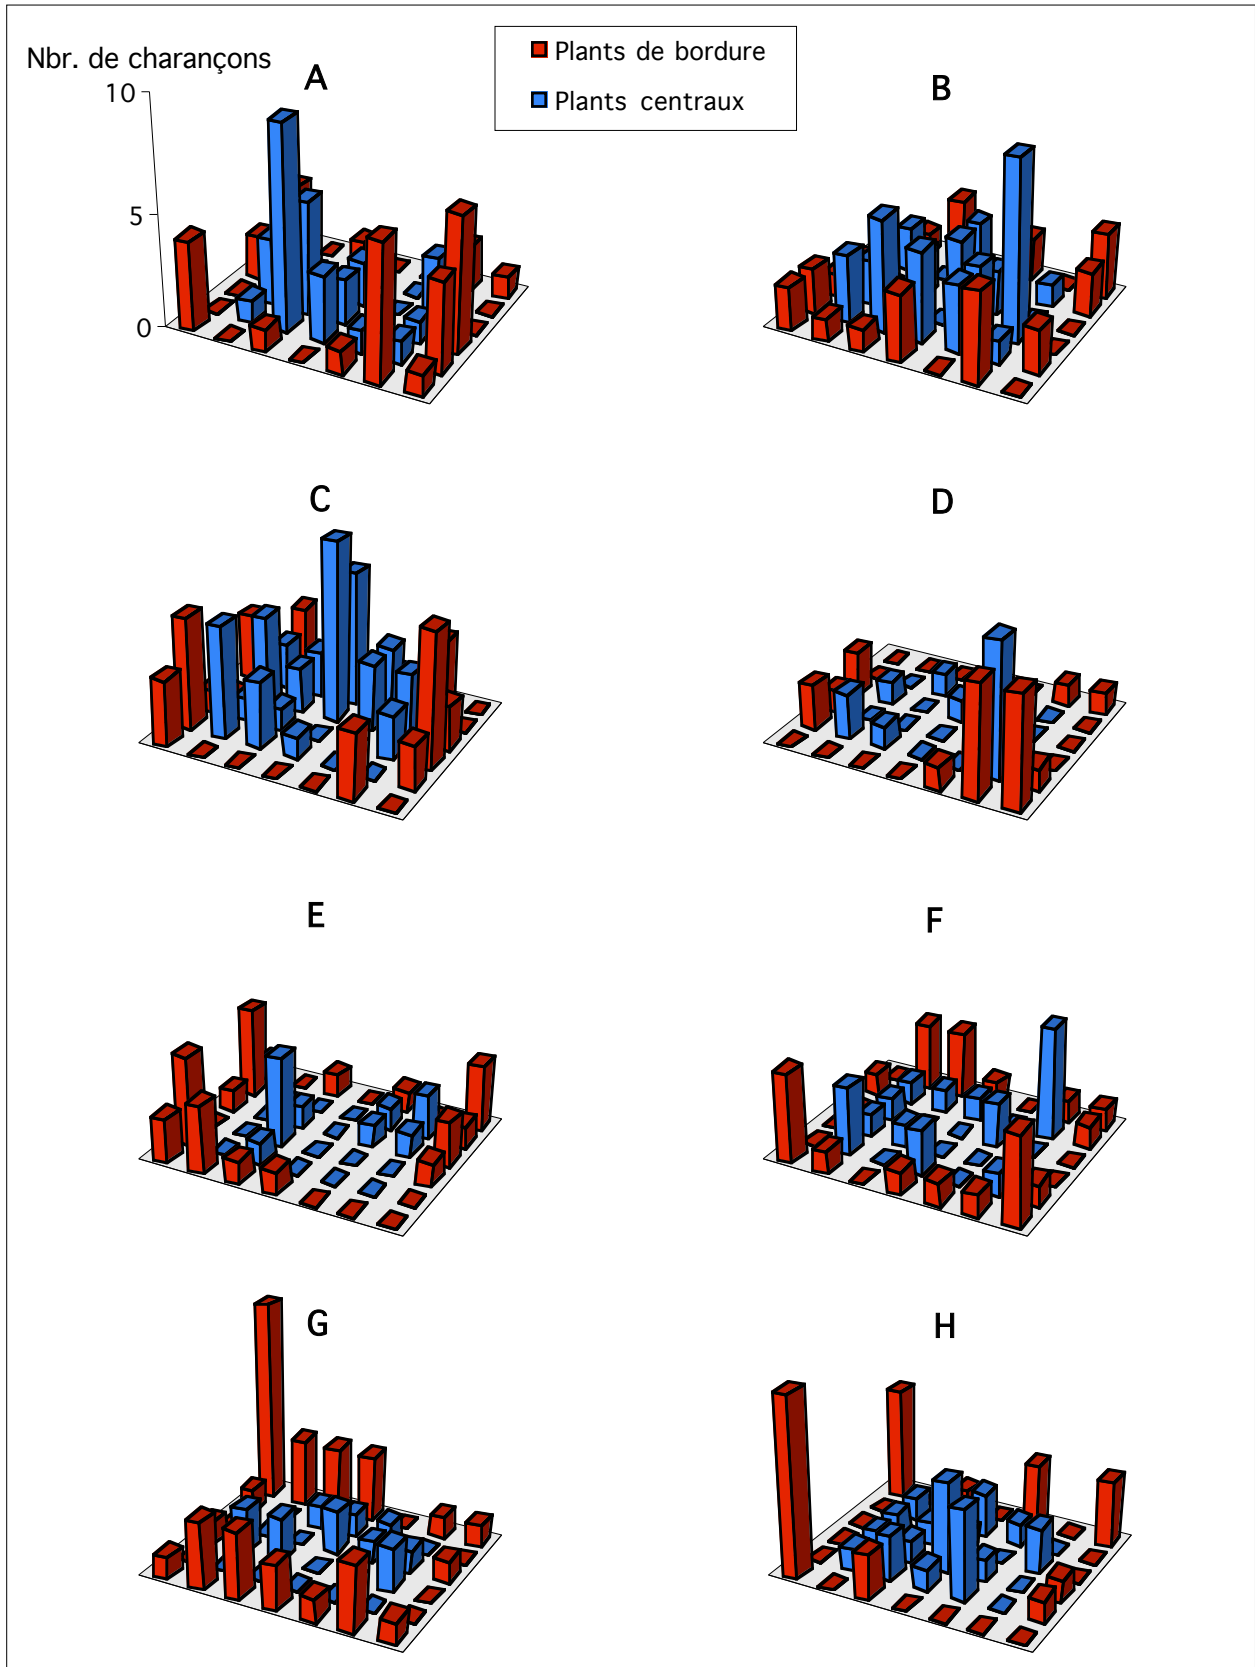 Nbr. de charançons
Plants de bordure
Plants centraux
A
B
10
5
0
C
D
E
F
G
H